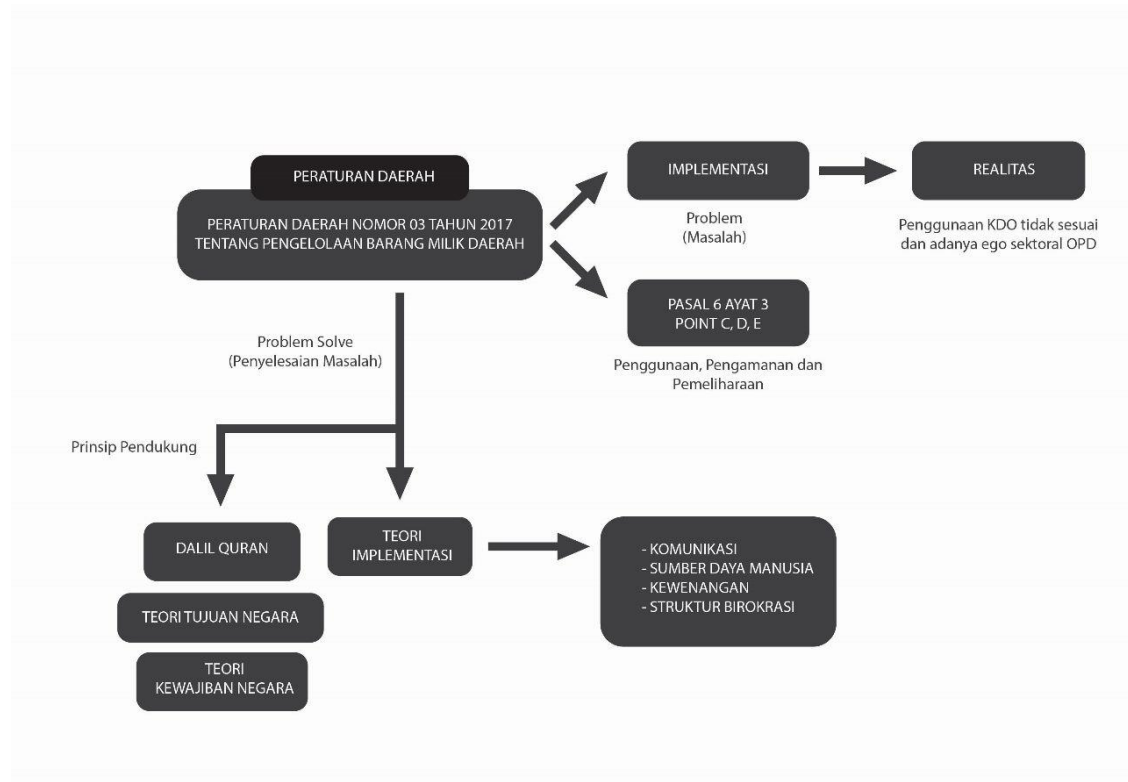 PERATURAN DAERAH
PERATURAN DAERAH NOMOR 03 TAHUN 2017
TENTANG PENGELOLAAN BARANG MILIK DAERAH
IMPLEMENTASI
Problem
(Masalah)
REALITAS
Penggunaan KDO tidak sesuai
dan adanya ego sektoral OPD
PASAL 6 AYAT 3
POINT C, D, E
Penggunaan, Pengamanan dan
Pemeliharaan
Problem Solve
(Penyelesaian Masalah)
Prinsip Pendukung
DALIL QURAN
TEORI TUJUAN NEGARA
TEORI
KEWAJIBAN NEGARA
TEORI
IMPLEMENTASI
- KOMUNIKASI
- SUMBER DAYA MANUSIA
- KEWENANGAN
- STRUKTUR BIROKRASI